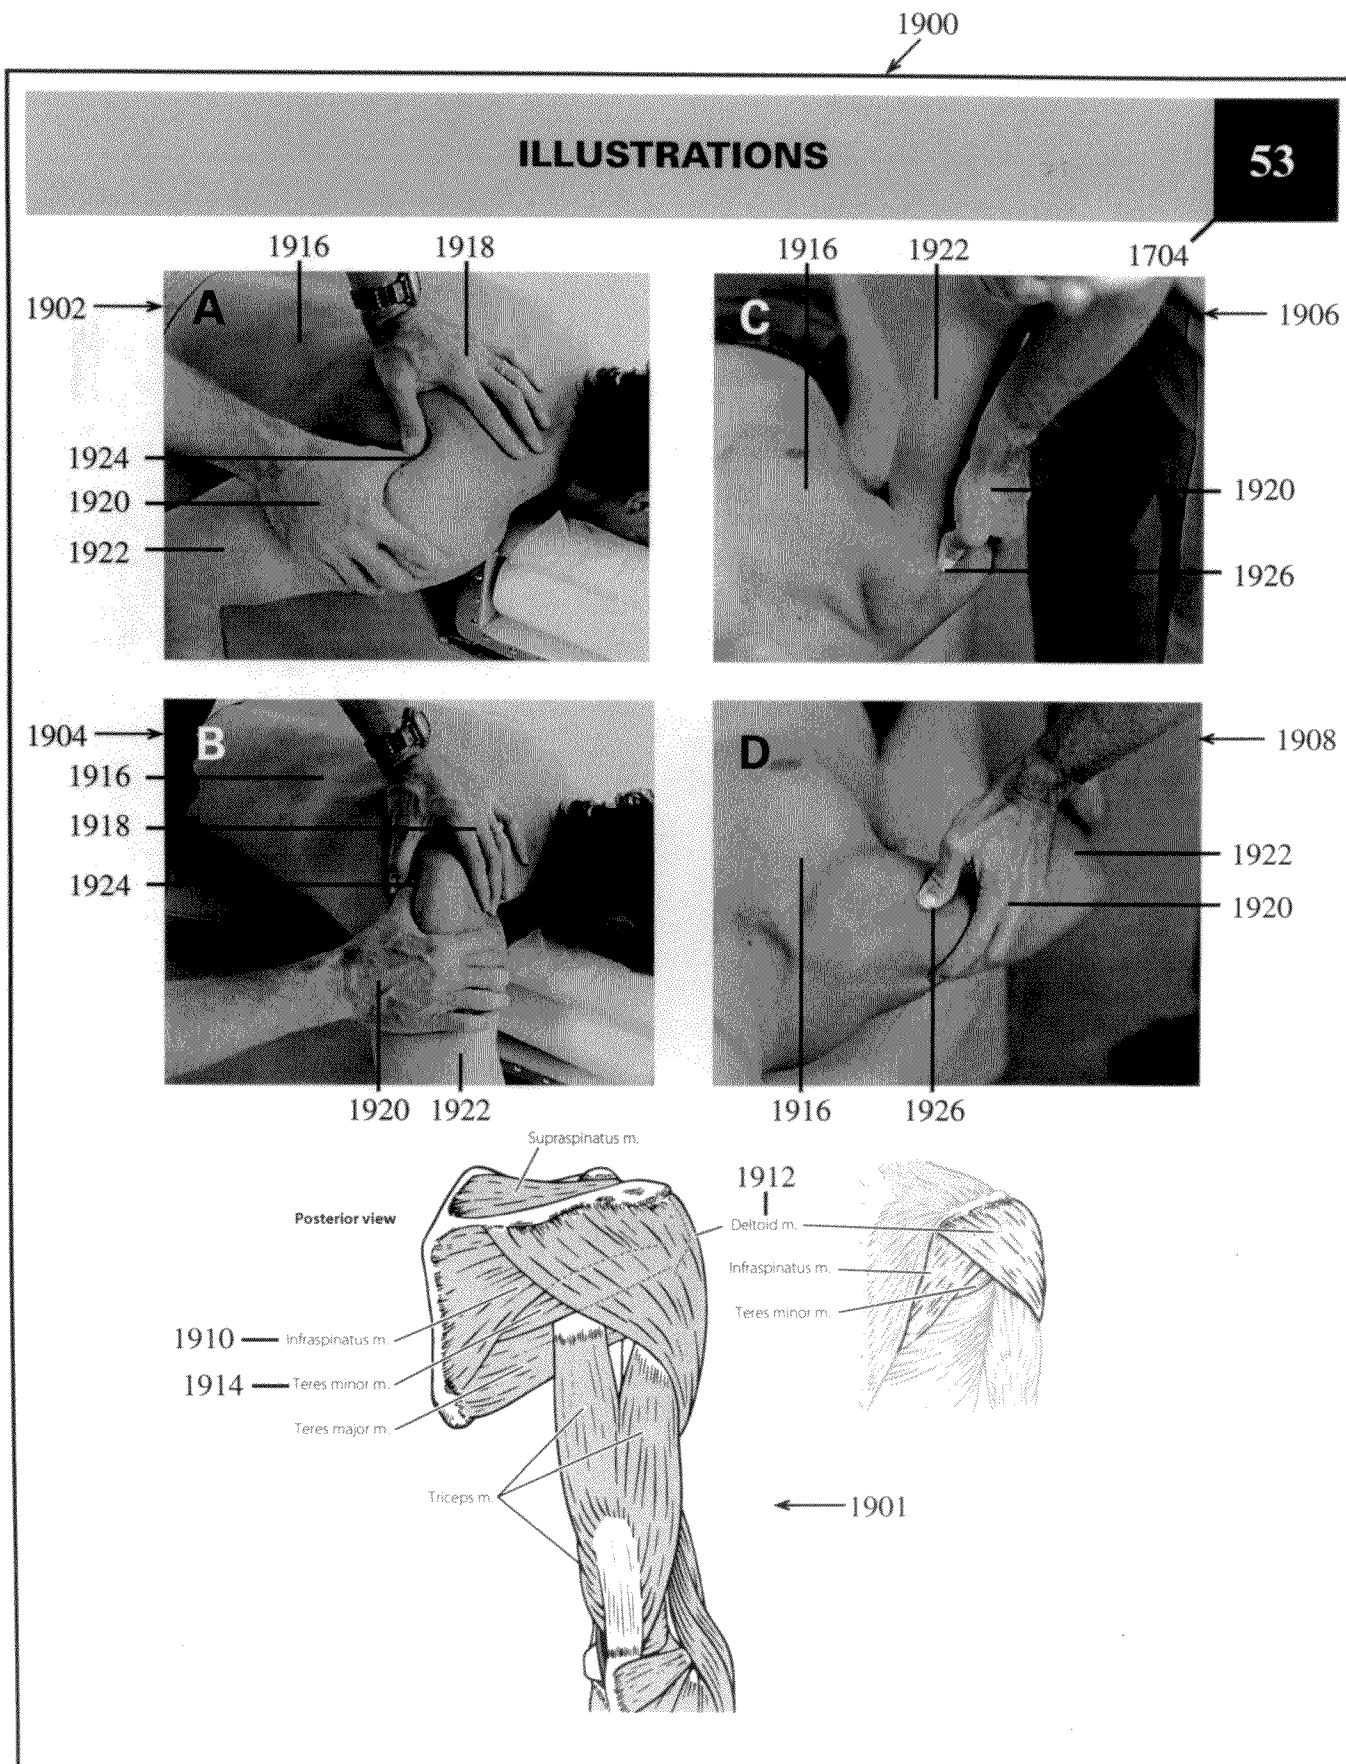 1900
ILLUSTRATIONS
53
1916
1918
1916
1922
1704
1902
A
C
1906
1924
1920
1922
1920
1926
1904
B
D
1908
1916
1918
1924
1922
1920
1920
1922
1916
1926
Supraspinatus m.
1912
Posterior view
Deltoid m.
Infraspinatus m.
Teres minor m.
1910
Infraspinatus m.
1914
Teres minor m.
Teres major m.
Triceps m.
1901